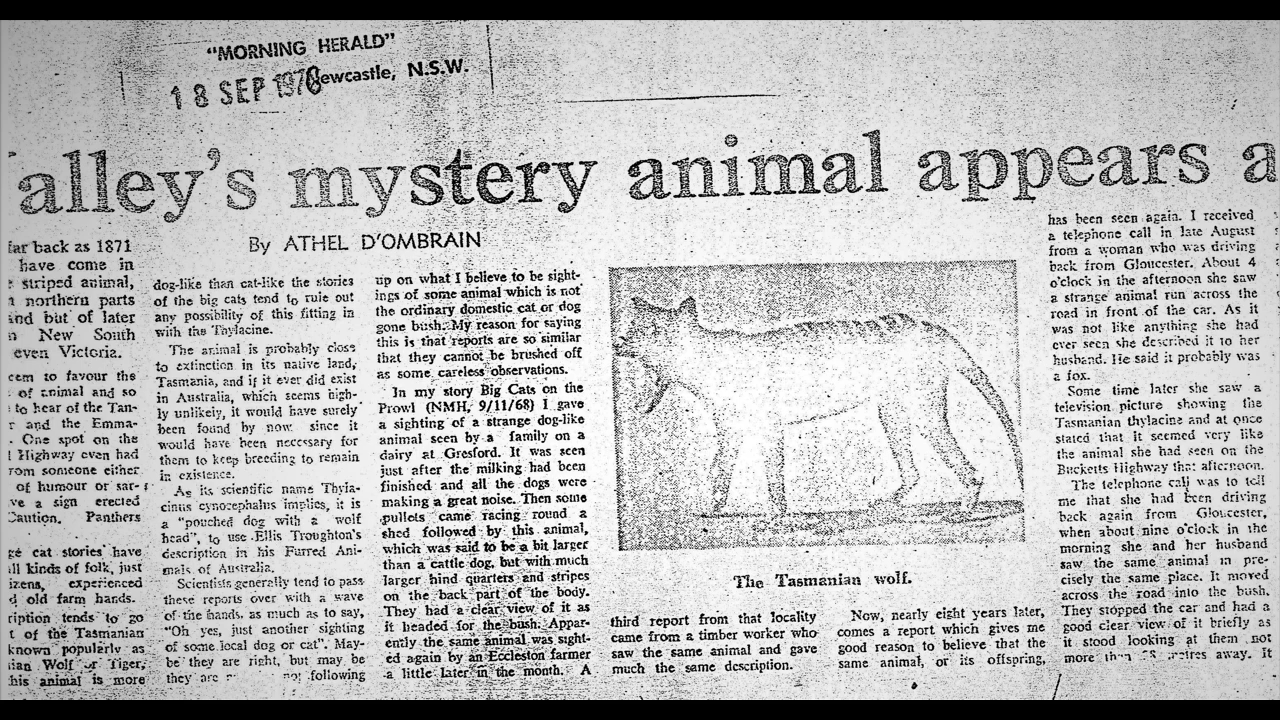 "MORNING HERALD"
18 SEP 1976 Newcastle, N.S.W.
alley's mystery animal appears a
By ATHEL D'OMBRAIN
far back as 1871
have come in
striped animal,
northern parts
and but of later
New South
even Victoria.
to favour the
of animal and so
to hear of the Tan-
and the Emma-
One spot on the
Highway even had
from someone either
of humour or sar-
a sign erected
Caution. Panthers
cat stories have
all kinds of folk, just
experienced
old farm hands.
tends to go
of the Tasmanian
known popularly as
Wolf or Tiger,
this animal is more
dog-like than cat-like the stories
of the big cats tend to rule out
any possibility of this fitting in
with the Thylacine.
The animal is probably close
to extinction in its native land,
Tasmania, and if it ever did exist
in Australia, which seems high-
ly unlikely, it would have surely
been found by now since it
would have been necessary for
them to keep breeding to remain
in existence.
As its scientific name Thyla-
cinus cynocephalus implies, it is
a "pouched dog with a wolf
head", to use Ellis Troughton's
description in his Furred Ani-
mals of Australia.
Scientists generally tend to pass
these reports over with a wave
of the hands, as much as to say,
"Oh yes, just another sighting
of some local dog or cat". May-
be they are right, but may be
they are not following
up on what I believe to be sight-
ings of some animal which is not
the ordinary domestic cat or dog
gone bush. My reason for saying
this is that reports are so similar
that they cannot be brushed off
as some careless observations.
In my story Big Cats on the
Prowl (NMH, 9/11/68) I gave
a sighting of a strange dog-like
animal seen by a family on a
dairy at Gresford. It was seen
just after the milking had been
finished and all the dogs were
making a great noise. Then some
pullets came racing round a
shed followed by this animal,
which was said to be a bit larger
than a cattle dog, but with much
larger hind quarters and stripes
on the back part of the body.
They had a clear view of it as
it headed for the bush. Appar-
ently the same animal was sight-
ed again by an Eccleston farmer
a little later in the month. A
The Tasmanian wolf.
third report from that locality
came from a timber worker who
saw the same animal and gave
much the same description.
Now, nearly eight years later,
comes a report which gives me
good reason to believe that the
same animal, or its offspring,
has been seen again. I received
a telephone call in late August
from a woman who was driving
back from Gloucester. About 4
o'clock in the afternoon she saw
a strange animal run across the
road in front of the car. As it
was not like anything she had
ever seen she described it to her
husband. He said it probably was
a fox.
Some time later she saw a
television picture showing the
Tasmanian thylacine and at once
stated that it seemed very like
the animal she had seen on the
Bucketts Highway that afternoon.
The telephone call was to tell
me that she had been driving
back again from Gloucester,
when about nine o'clock in the
morning she and her husband
saw the same animal in pre-
cisely the same place. It moved
across the road into the bush.
They stopped the car and had a
good clear view of it briefly as
it stood looking at them not
more than metres away. It